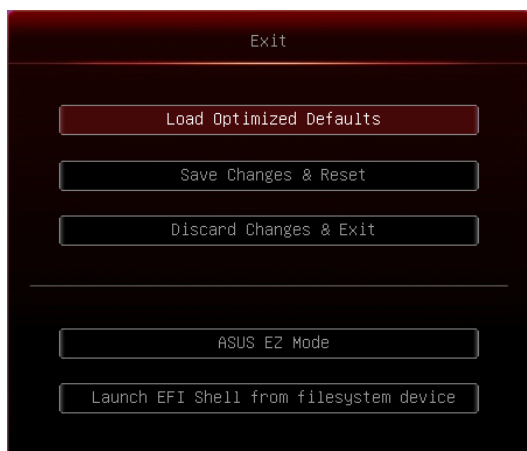 Exit
Load Optimized Defaults
Save Changes & Reset
Discard Changes & Exit
ASUS EZ Mode
Launch EFI Shell from filesystem device